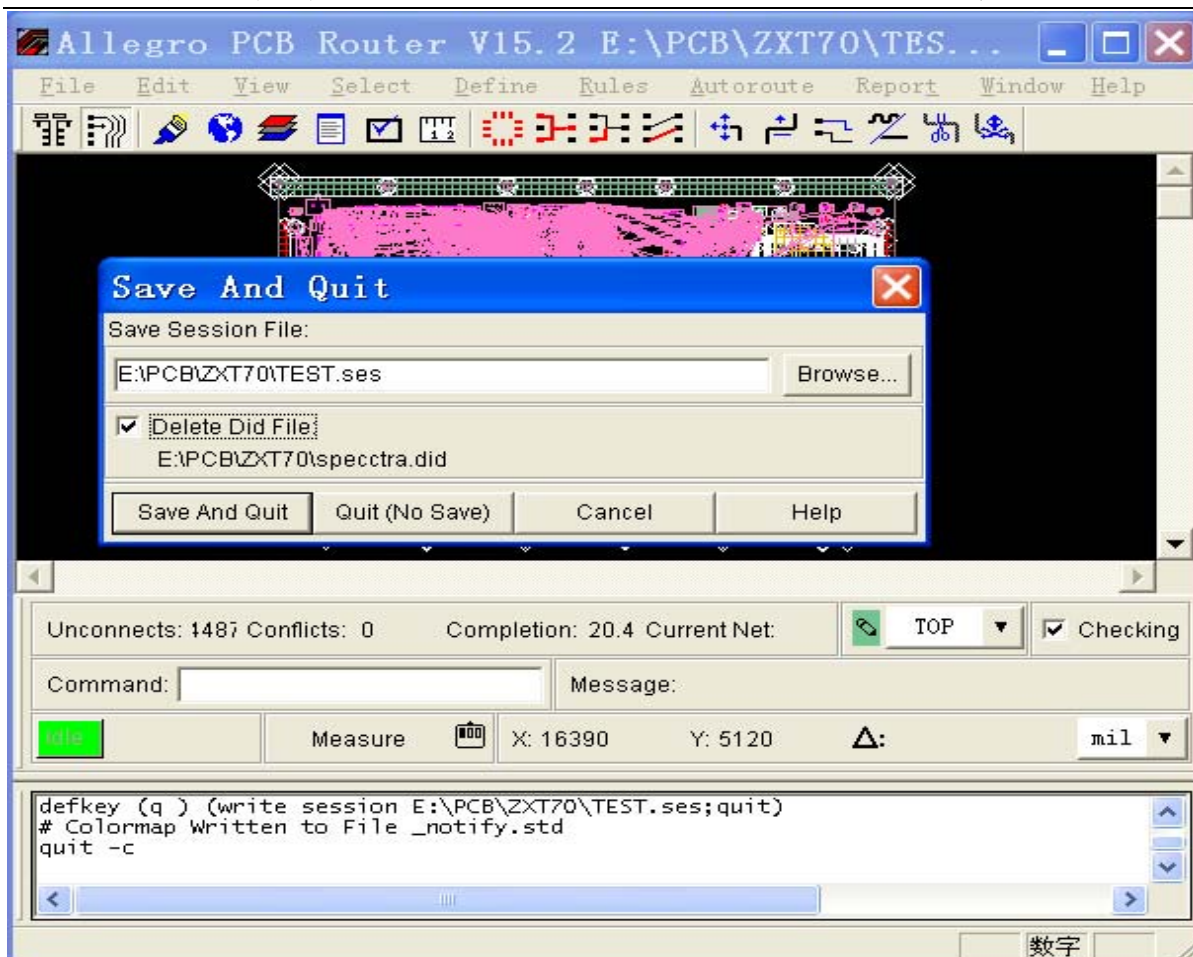 Allegro PCB Router V15.2 E:\PCB\ZXT70\TES...
File Edit View Select Define Rules Autoroute Report Window Help
Save And Quit
Save Session File:
E:\PCB\ZXT70\TEST.ses
Browse...
Delete Did File:
E:\PCB\ZXT70\specctra.did
Save And Quit Quit (No Save) Cancel Help
Unconnects: 1487 Conflicts: 0 Completion: 20.4 Current Net: TOP Checking
Command: Message:
Idle Measure X: 16390 Y: 5120 Δ: mil
defkey (q ) (write session E:\PCB\ZXT70\TEST.ses;quit)
# Colormap Written to File _notify.std
quit -c
数字